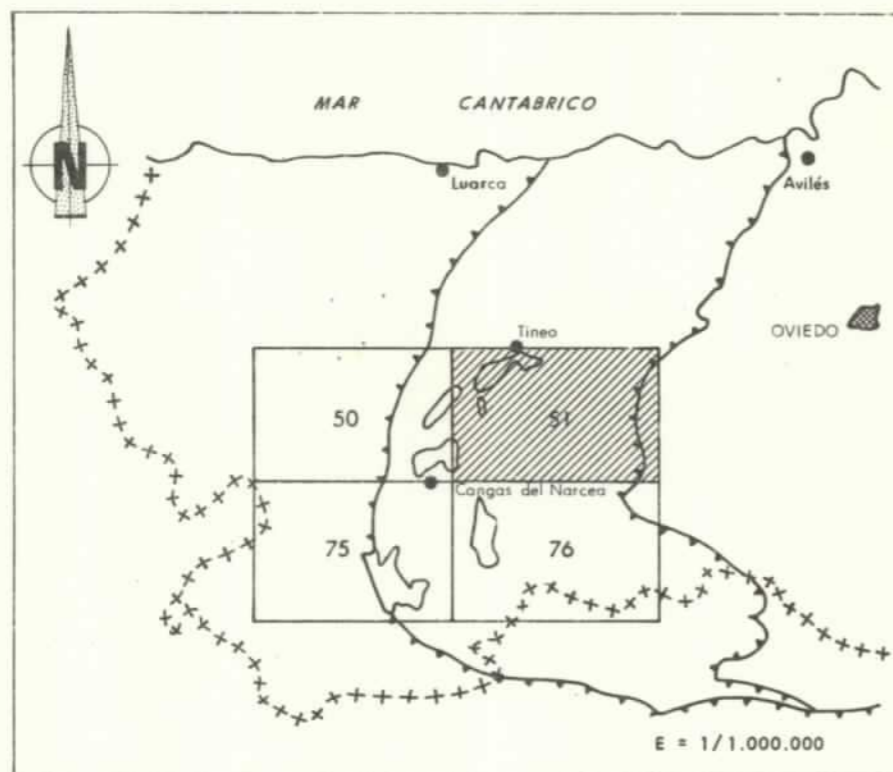 MAR CANTABRICO
N
Luarca
Avilés
Tineo
OVIEDO
50
51
Cangas del Narcea
75
76
E = 1/1.000.000